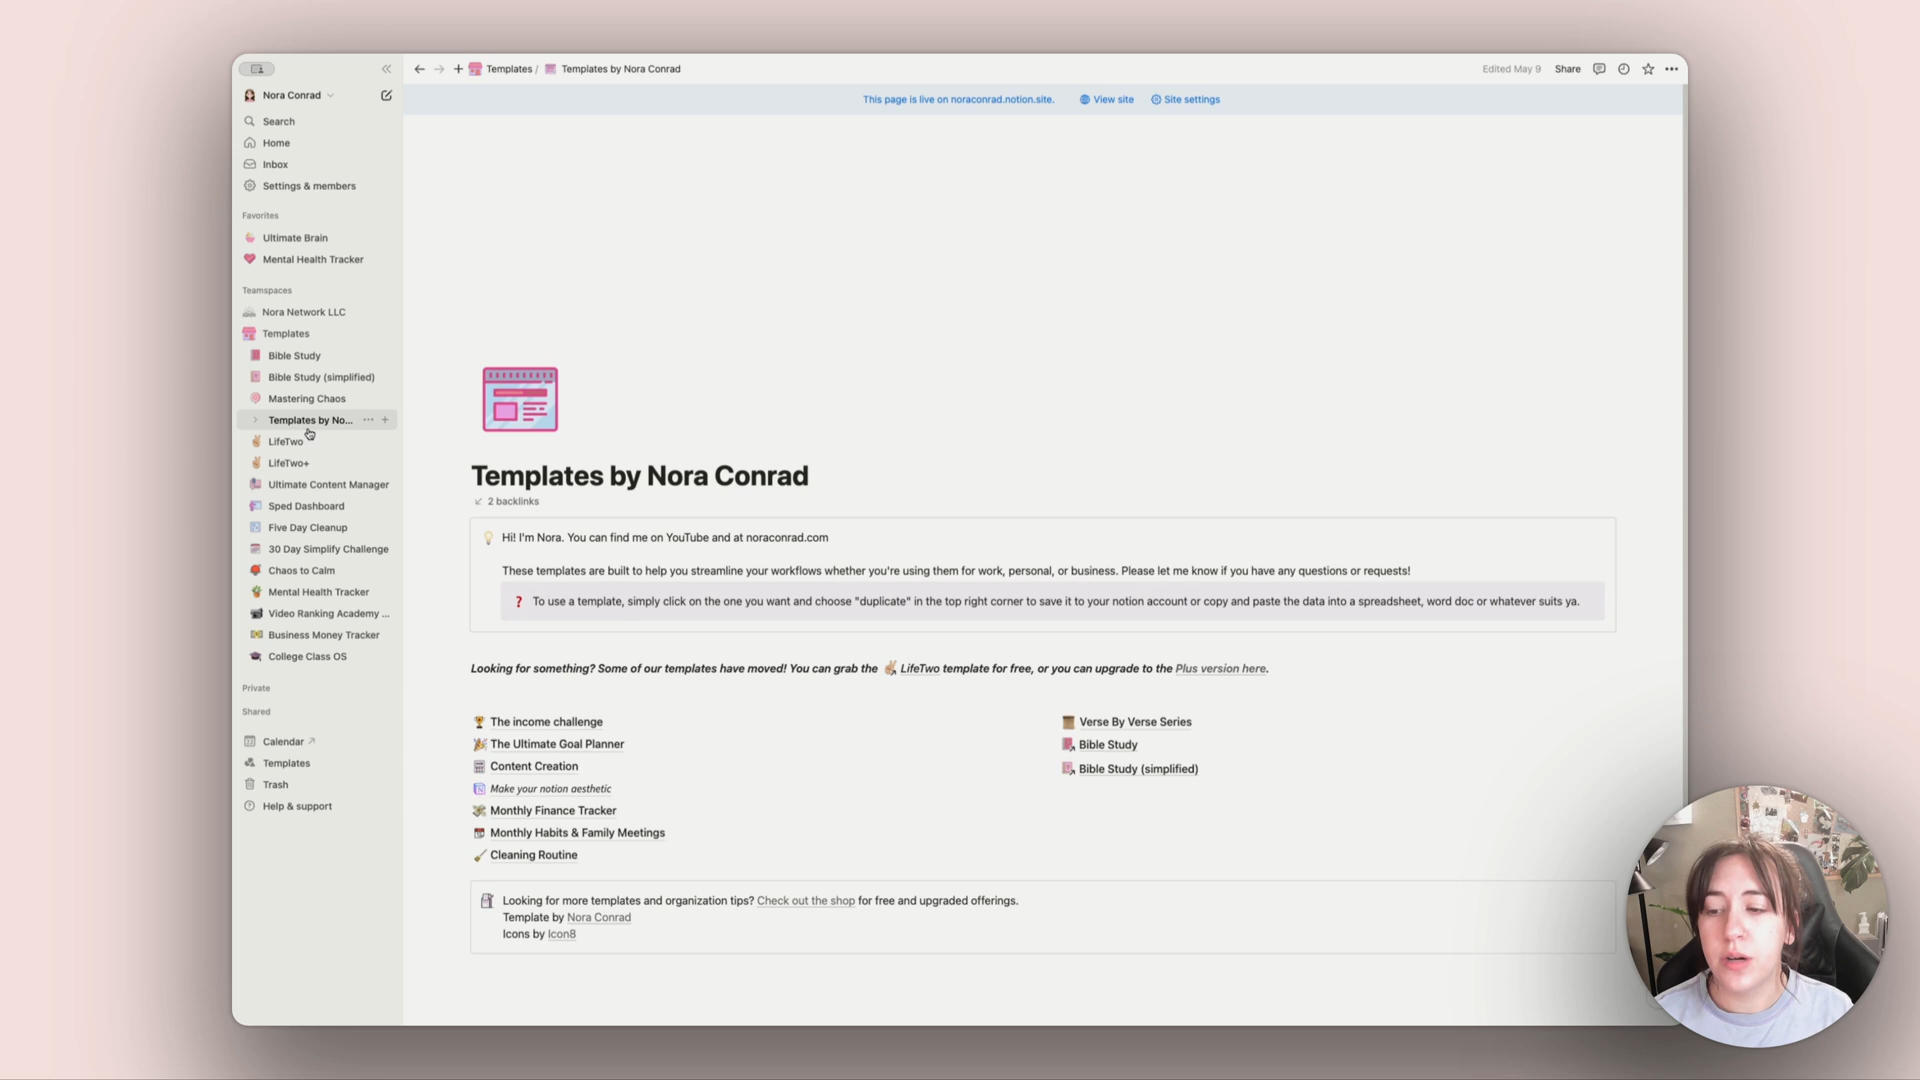 Templates / Templates by Nora Conrad
Edited May 9 Share
Nora Conrad
This page is live on noraconrad.notion.site. View site Site settings
Search
Home
Inbox
Settings & members
Favorites
Ultimate Brain
Mental Health Tracker
Teamspaces
Nora Network LLC
Templates
Bible Study
Bible Study (simplified)
Mastering Chaos
Templates by No...
LifeTwo
LifeTwo+
Ultimate Content Manager
Sped Dashboard
Five Day Cleanup
30 Day Simplify Challenge
Chaos to Calm
Mental Health Tracker
Video Ranking Academy ...
Business Money Tracker
College Class OS
Private
Shared
Calendar
Templates
Trash
Help & support
Templates by Nora Conrad
2 backlinks
Hi! I'm Nora. You can find me on YouTube and at noraconrad.com
These templates are built to help you streamline your workflows whether you're using them for work, personal, or business. Please let me know if you have any questions or requests!
To use a template, simply click on the one you want and choose "duplicate" in the top right corner to save it to your notion account or copy and paste the data into a spreadsheet, word doc or whatever suits ya.
Looking for something? Some of our templates have moved! You can grab the LifeTwo template for free, or you can upgrade to the Plus version here.
The income challenge
The Ultimate Goal Planner
Content Creation
Make your notion aesthetic
Monthly Finance Tracker
Monthly Habits & Family Meetings
Cleaning Routine
Verse By Verse Series
Bible Study
Bible Study (simplified)
Looking for more templates and organization tips? Check out the shop for free and upgraded offerings.
Template by Nora Conrad
Icons by Icon8